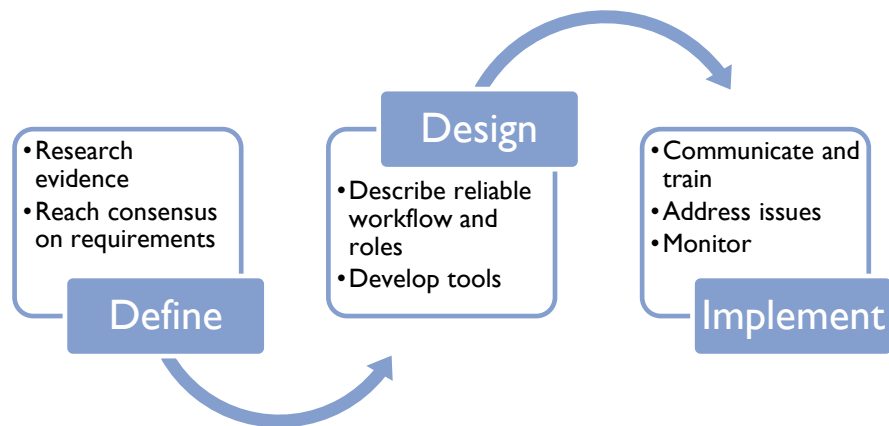 • Research
evidence
• Reach consensus
on requirements
Define
Design
• Describe reliable
workflow and
roles
• Develop tools
• Communicate and
train
• Address issues
• Monitor
Implement